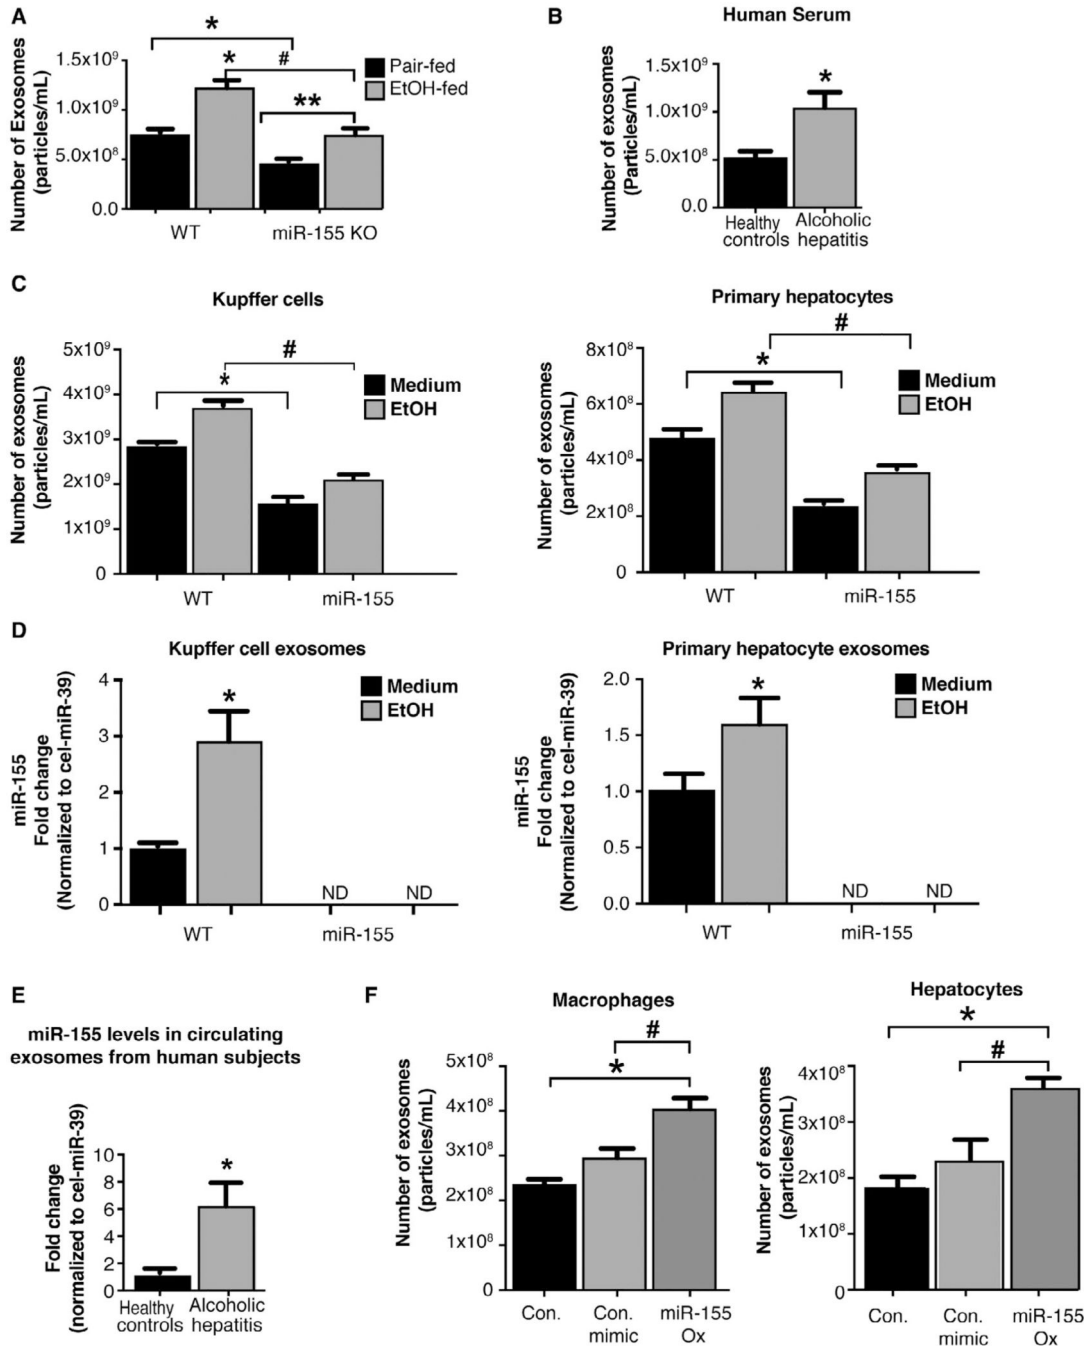 A
*
*
#
**
Number of Exosomes
(particles/mL)
1.5x10⁹
1.0x10⁹
5.0x10⁸
0.0
WT
miR-155 KO
Pair-fed
EtOH-fed
B
Human Serum
*
Number of exosomes
(Particles/mL)
1.5x10⁹
1.0x10⁹
5.0x10⁸
0.0
Healthy
controls
Alcoholic
hepatitis
C
Kupffer cells
#
*
Number of exosomes
(particles/mL)
5x10⁹
4x10⁹
3x10⁹
2x10⁹
1x10⁹
0
WT
miR-155
Medium
EtOH
Primary hepatocytes
#
*
Number of exosomes
(particles/mL)
8x10⁸
6x10⁸
4x10⁸
2x10⁸
0
WT
miR-155
Medium
EtOH
D
Kupffer cell exosomes
*
miR-155
Fold change
(Normalized to cel-miR-39)
4
3
2
1
0
ND
ND
WT
miR-155
Medium
EtOH
Primary hepatocyte exosomes
*
miR-155
Fold change
(Normalized to cel-miR-39)
2.0
1.5
1.0
0.5
0.0
ND
ND
WT
miR-155
Medium
EtOH
E
miR-155 levels in circulating
exosomes from human subjects
*
Fold change
(normalized to cel-miR-39)
10
8
6
4
2
0
Healthy
controls
Alcoholic
hepatitis
F
Macrophages
#
*
Number of exosomes
(particles/mL)
5x10⁸
4x10⁸
3x10⁸
2x10⁸
1x10⁸
0
Con.
Con.
mimic
miR-155
Ox
Hepatocytes
*
#
Number of exosomes
(particles/mL)
4x10⁸
3x10⁸
2x10⁸
1x10⁸
0
Con.
Con.
mimic
miR-155
Ox